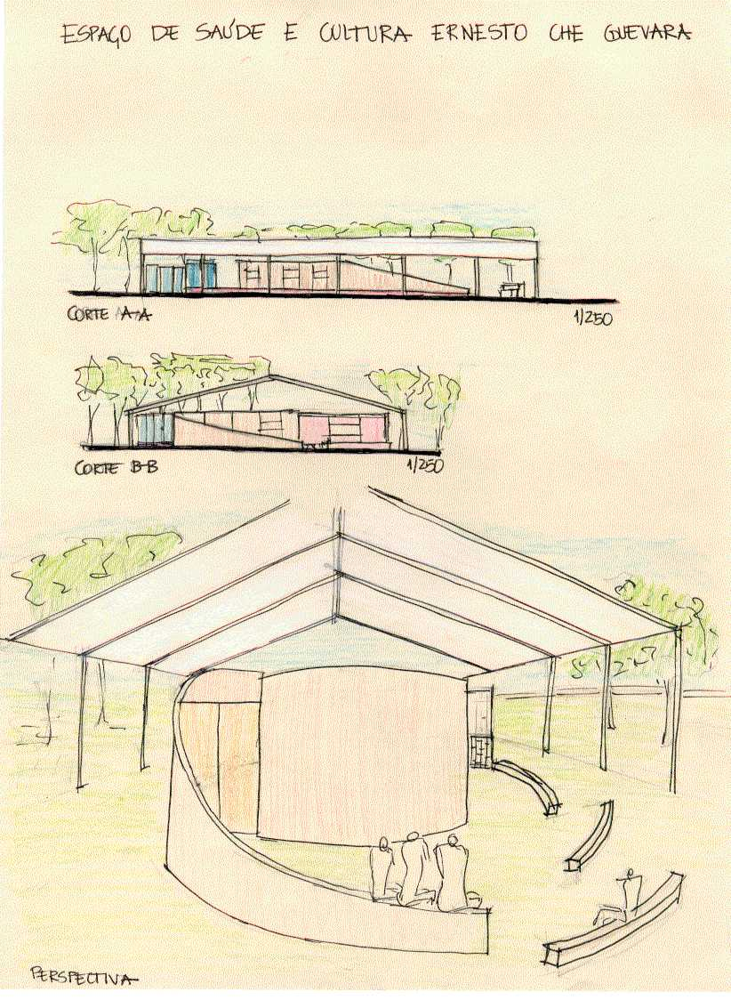 ESPAÇO DE SAÚDE E CULTURA ERNESTO CHE GUEVARA
CORTE A-A 1/250
CORTE B-B 1/250
PERSPECTIVA